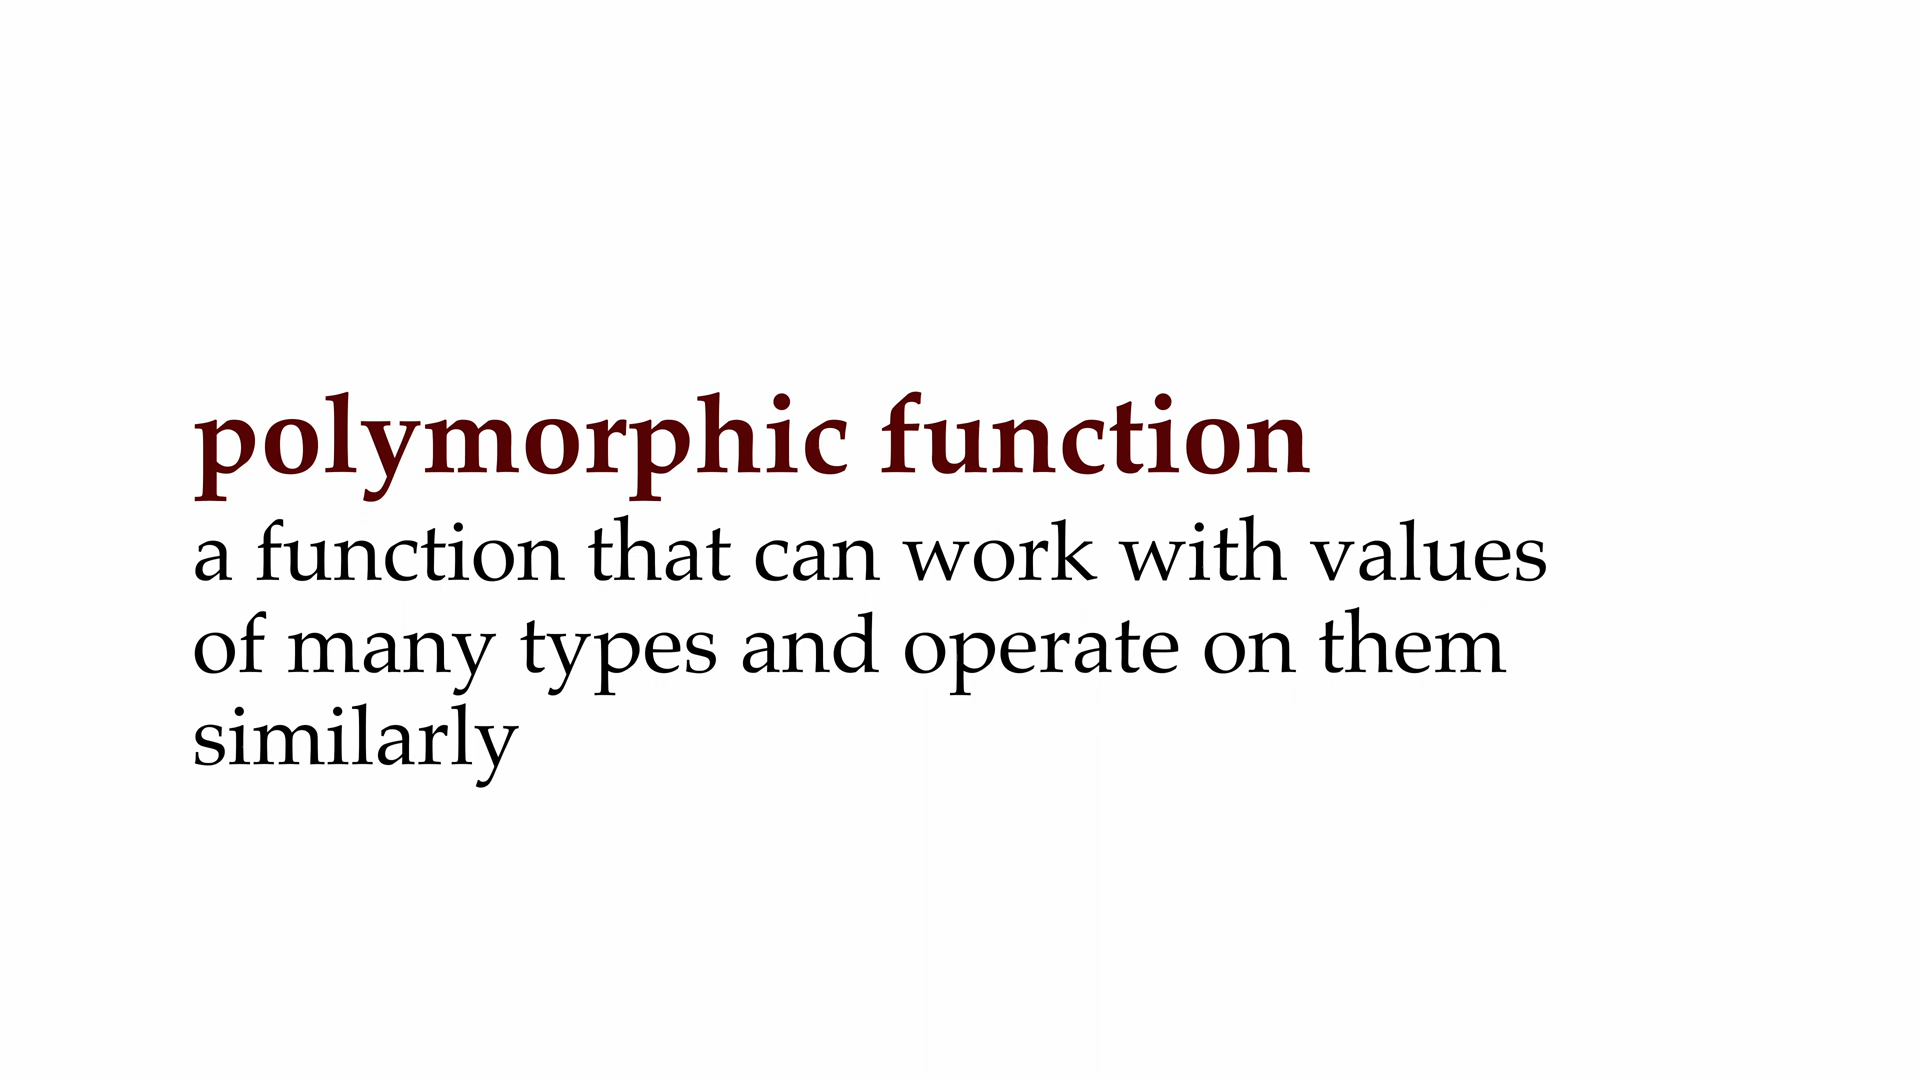 polymorphic function
a function that can work with values
of many types and operate on them
similarly